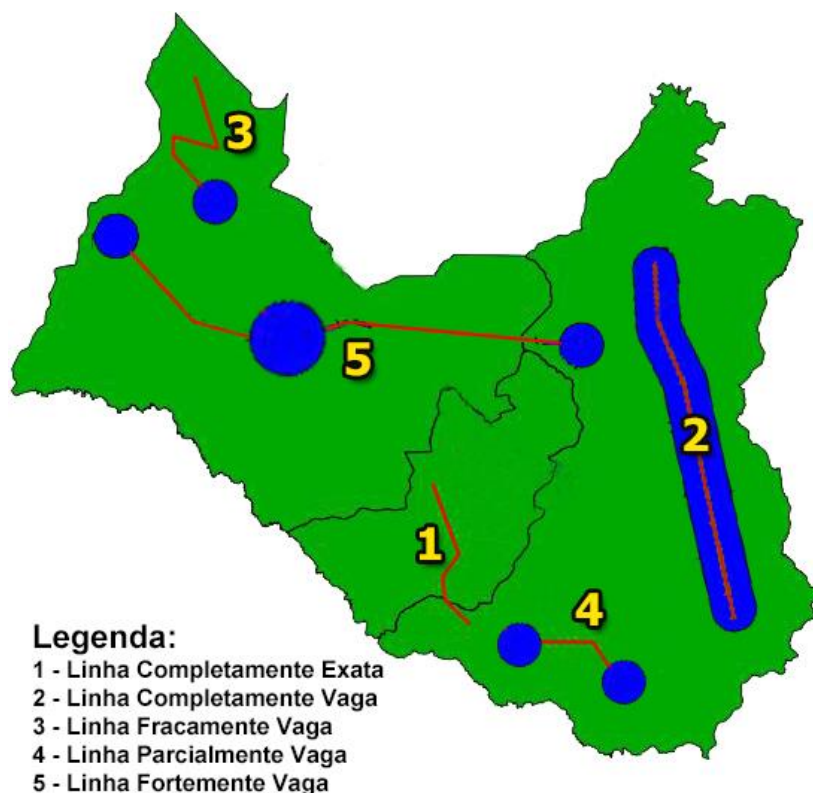 3
5
2
1
4
Legenda:
1 - Linha Completamente Exata
2 - Linha Completamente Vaga
3 - Linha Fracamente Vaga
4 - Linha Parcialmente Vaga
5 - Linha Fortemente Vaga